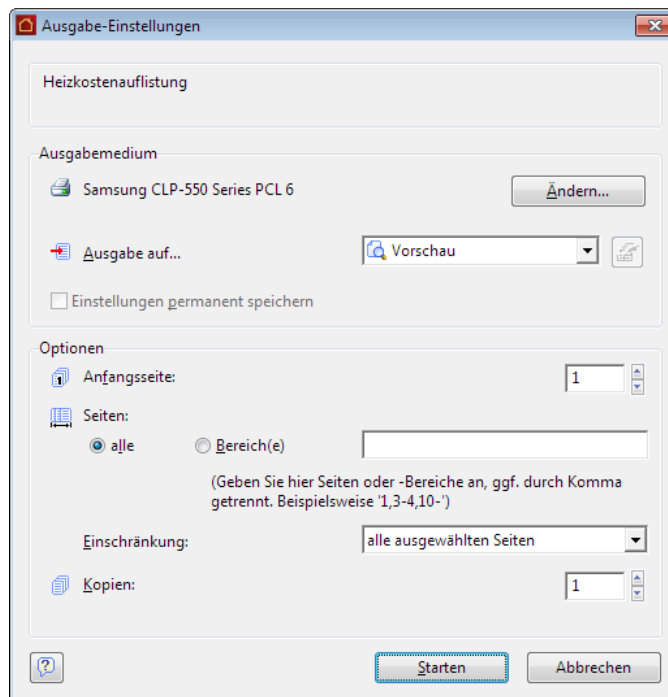 Ausgabe-Einstellungen
Heizkostenauflistung
Ausgabemedium
Samsung CLP-550 Series PCL 6
Ändern...
Ausgabe auf...
Vorschau
Einstellungen permanent speichern
Optionen
1
Anfangsseite:
1
Seiten:
alle
Bereich(e)
(Geben Sie hier Seiten oder -Bereiche an, ggf. durch Komma
getrennt. Beispielsweise '1,3-4,10-')
Einschränkung:
alle ausgewählten Seiten
Kopien:
1
?
Starten
Abbrechen